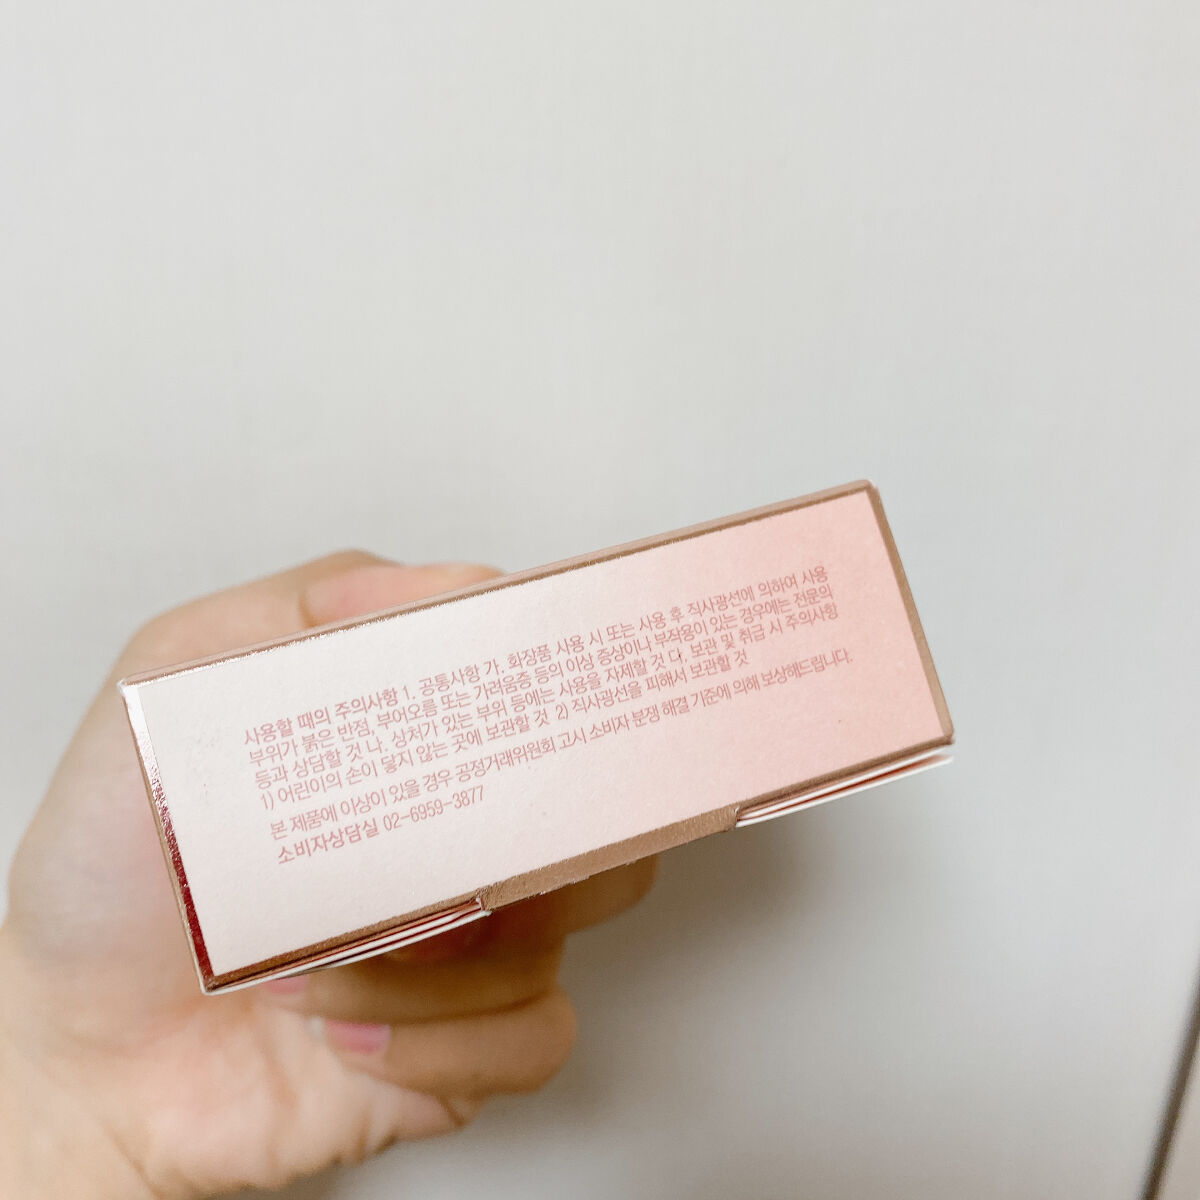 사용할 때의 주의사항 1. 공통사항 가. 화장품 사용 시 또는 사용 후 직사광선에 의하여 사용
부위가 붉은 반점, 부어오름 또는 가려움증 등의 이상 증상이나 부작용이 있는 경우에는 전문의
등과 상담할 것 나. 상처가 있는 부위 등에는 사용을 자제할 것 다. 보관 및 취급 시 주의사항
1) 어린이의 손이 닿지 않는 곳에 보관할 것 2) 직사광선을 피해서 보관할 것
본 제품에 이상이 있을 경우 공정거래위원회 고시 소비자 분쟁 해결 기준에 의해 보상해드립니다.
소비자상담실 02-6959-3877